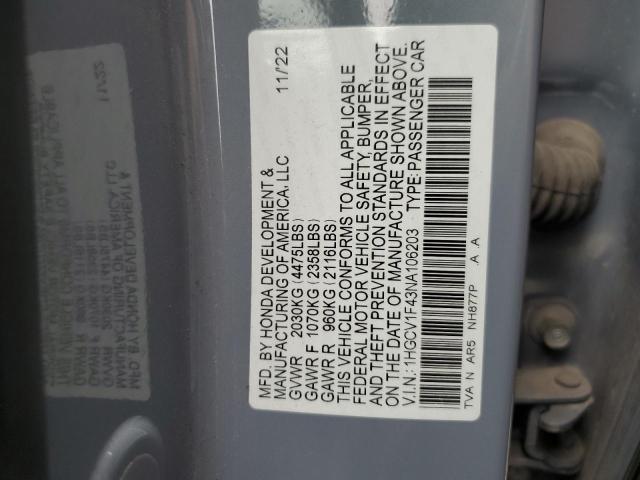 MFD. BY HONDA DEVELOPMENT & 11/22
MANUFACTURING OF AMERICA, LLC
GVWR 2030KG (4475LBS)
GAWR F 1070KG (2358LBS)
GAWR R 960KG (2116LBS)
THIS VEHICLE CONFORMS TO ALL APPLICABLE
FEDERAL MOTOR VEHICLE SAFETY, BUMPER,
AND THEFT PREVENTION STANDARDS IN EFFECT
ON THE DATE OF MANUFACTURE SHOWN ABOVE.
V.I.N.: 1HGCV1F43NA106203 TYPE: PASSENGER CAR
TVA N AR5 NH877P A A